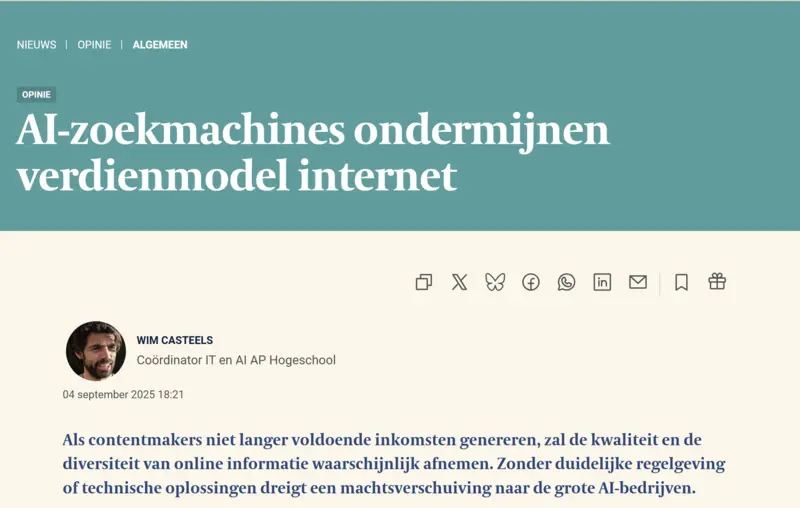 NIEUWS | OPINIE | ALGEMEEN
OPINIE
AI-zoekmachines ondermijnen
verdienmodel internet
WIM CASTEELS
Coördinator IT en AI AP Hogeschool
04 september 2025 18:21
Als contentmakers niet langer voldoende inkomsten genereren, zal de kwaliteit en de
diversiteit van online informatie waarschijnlijk afnemen. Zonder duidelijke regelgeving
of technische oplossingen dreigt een machtsverschuiving naar de grote AI-bedrijven.